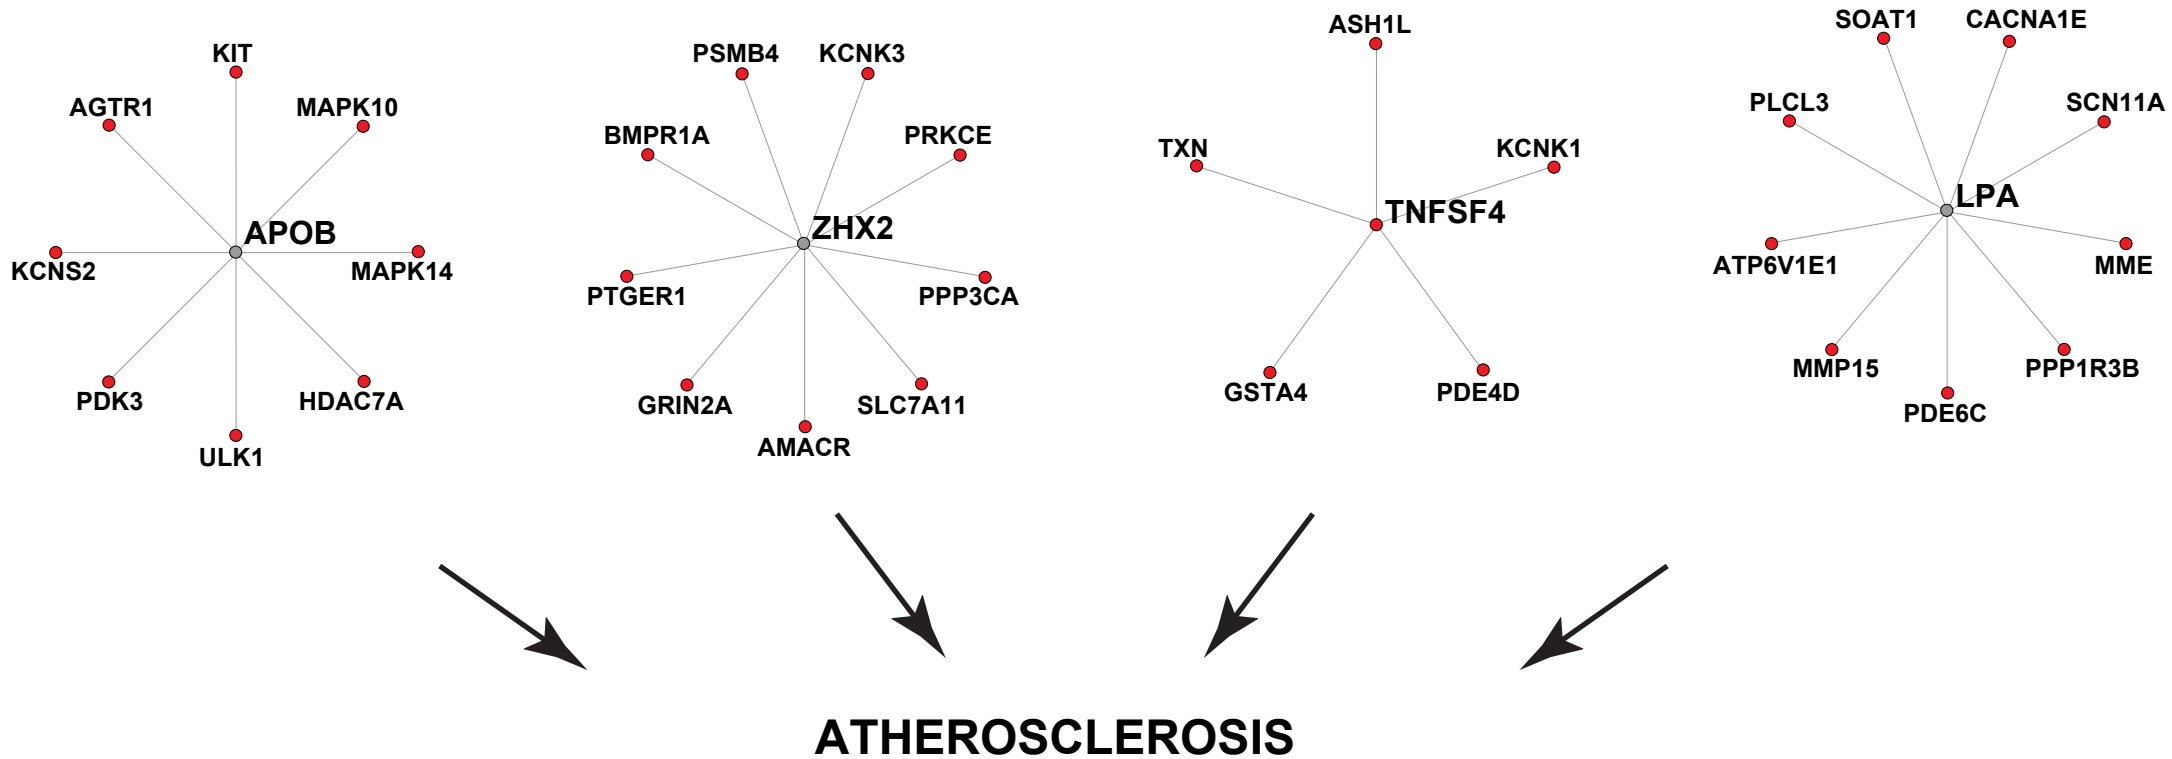 KIT
AGTR1
MAPK10
APOB
KCNS2
MAPK14
PDK3
HDAC7A
ULK1
PSMB4
KCNK3
BMPR1A
PRKCE
ZHX2
PTGER1
PPP3CA
GRIN2A
SLC7A11
AMACR
ASH1L
TXN
KCNK1
TNFSF4
GSTA4
PDE4D
SOAT1
CACNA1E
PLCL3
SCN11A
LPA
ATP6V1E1
MME
MMP15
PPP1R3B
PDE6C
ATHEROSCLEROSIS